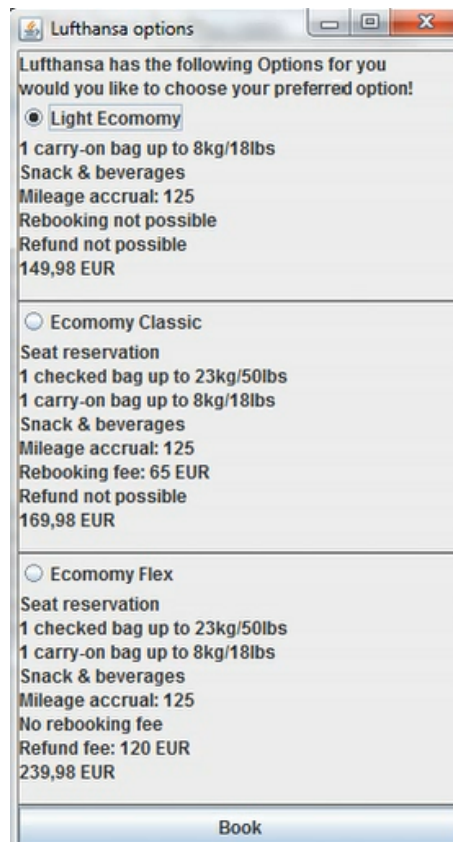 Lufthansa options
Lufthansa has the following Options for you
would you like to choose your preferred option!
Light Ecomomy
1 carry-on bag up to 8kg/18lbs
Snack & beverages
Mileage accrual: 125
Rebooking not possible
Refund not possible
149,98 EUR
Ecomomy Classic
Seat reservation
1 checked bag up to 23kg/50lbs
1 carry-on bag up to 8kg/18lbs
Snack & beverages
Mileage accrual: 125
Rebooking fee: 65 EUR
Refund not possible
169,98 EUR
Ecomomy Flex
Seat reservation
1 checked bag up to 23kg/50lbs
1 carry-on bag up to 8kg/18lbs
Snack & beverages
Mileage accrual: 125
No rebooking fee
Refund fee: 120 EUR
239,98 EUR
Book